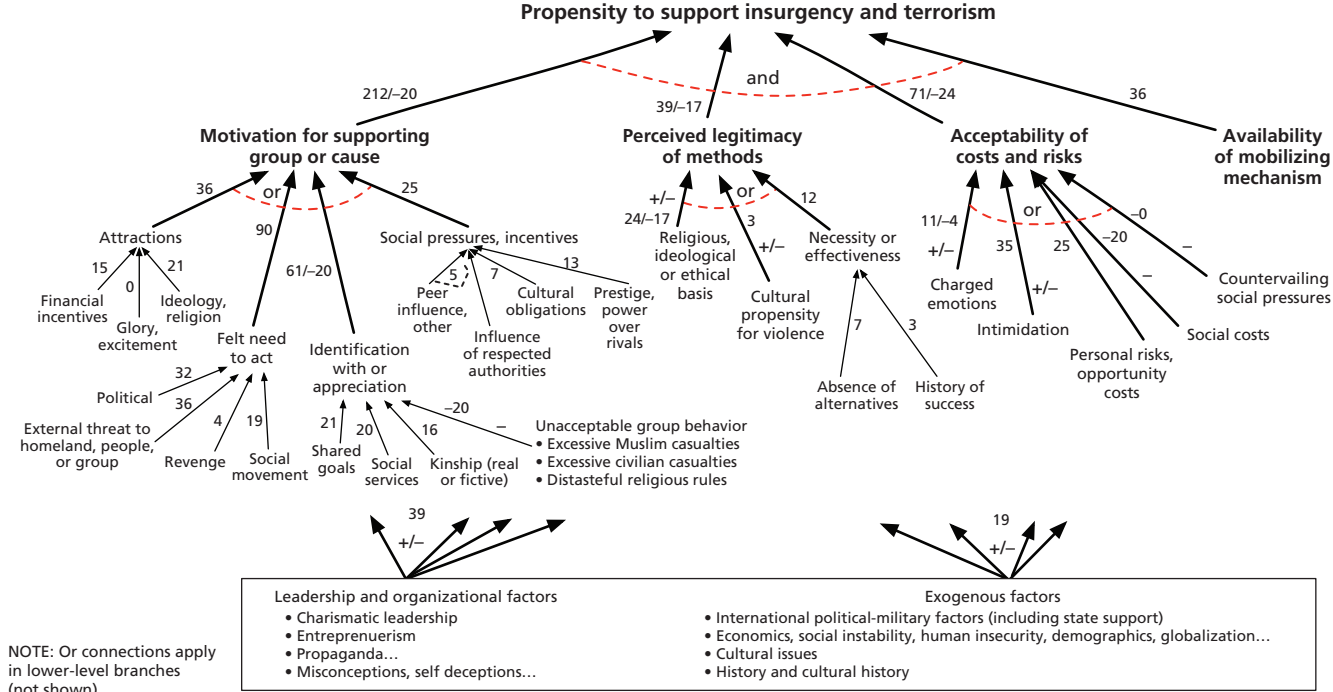 Propensity to support insurgency and terrorism
and
212/–20
39/–17
71/–24
36
Motivation for supporting
group or cause
Perceived legitimacy
of methods
Acceptability of
costs and risks
Availability
of mobilizing
mechanism
36
or
25
90
61/–20
+/–
24/–17
or
3
+/–
12
11/–4
+/–
or
35
+/–
25
–20
–
–0
–
Attractions
15
0
21
Financial
incentives
Glory,
excitement
Ideology,
religion
Social pressures, incentives
5
7
13
Peer
influence,
other
Influence
of respected
authorities
Cultural
obligations
Prestige,
power
over
rivals
Religious,
ideological
or ethical
basis
Cultural
propensity
for violence
Necessity or
effectiveness
7
3
Absence of
alternatives
History of
success
Charged
emotions
Intimidation
Personal risks,
opportunity
costs
Social costs
Countervailing
social pressures
Felt need
to act
32
36
4
19
Political
External threat to
homeland, people,
or group
Revenge
Social
movement
Identification
with or
appreciation
21
20
16
–20
–
Shared
goals
Social
services
Kinship (real
or fictive)
Unacceptable group behavior
• Excessive Muslim casualties
• Excessive civilian casualties
• Distasteful religious rules
39
+/–
19
+/–
Leadership and organizational factors
• Charismatic leadership
• Entreprenuerism
• Propaganda…
• Misconceptions, self deceptions…
Exogenous factors
• International political-military factors (including state support)
• Economics, social instability, human insecurity, demographics, globalization…
• Cultural issues
• History and cultural history
NOTE: Or connections apply
in lower-level branches
(not shown)